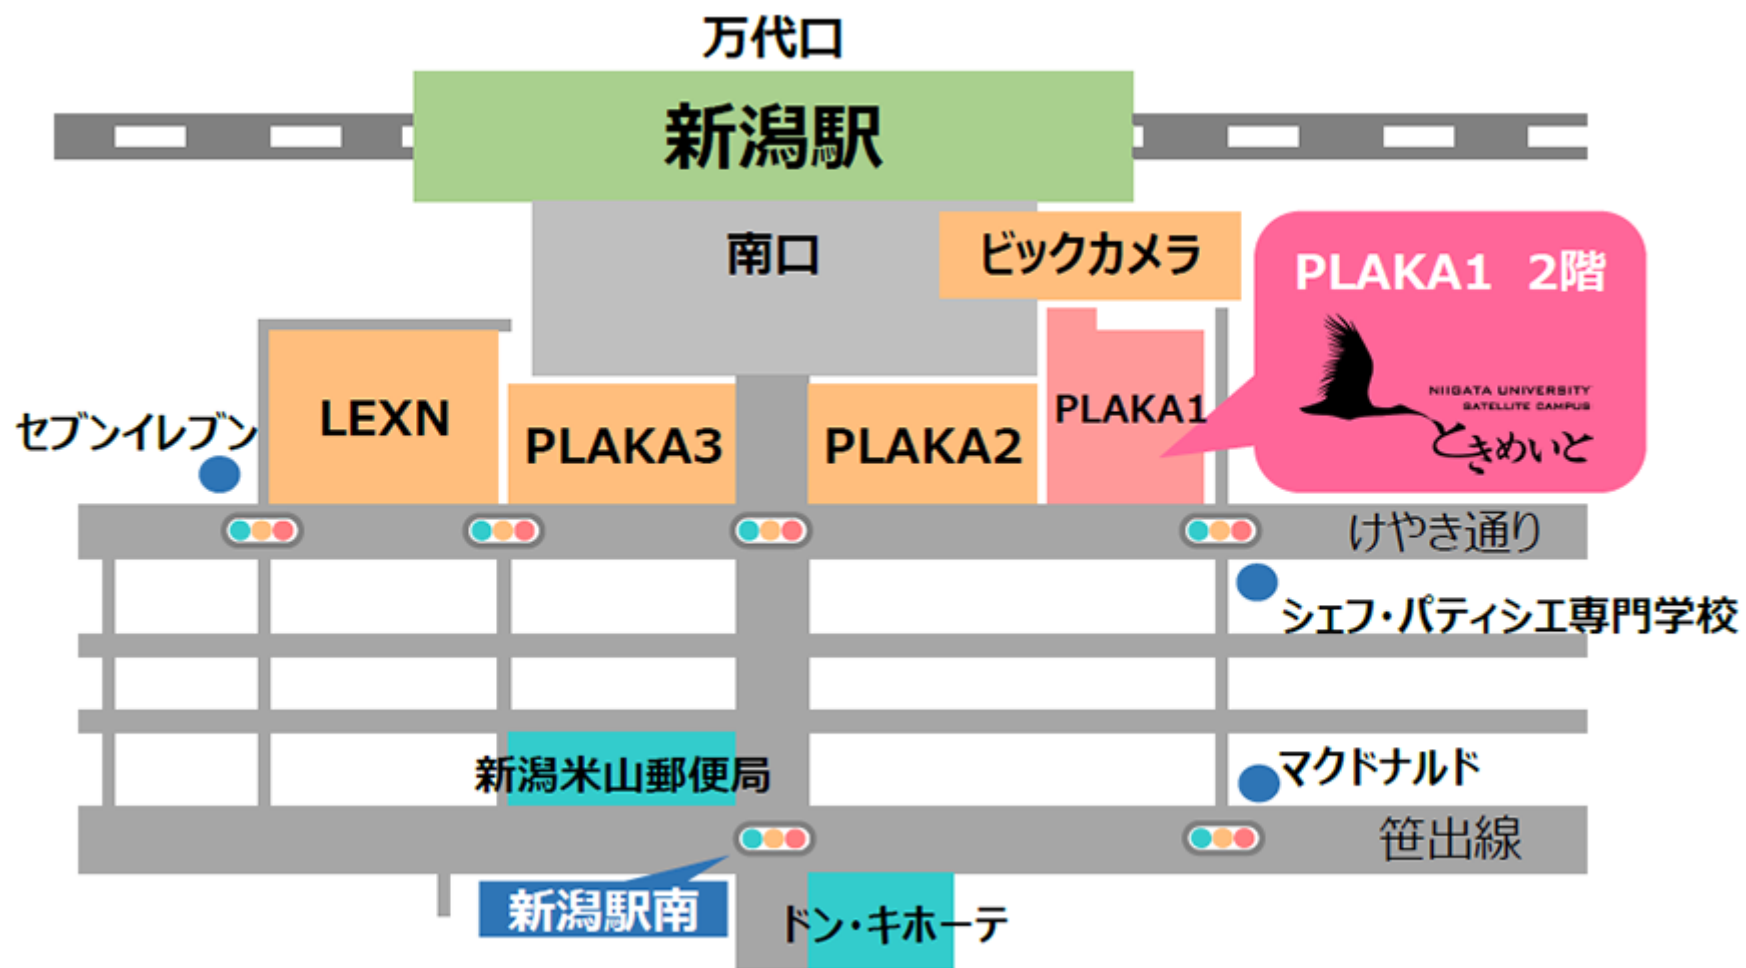 万代口
新潟駅
南口
ビックカメラ
PLAKA1 2階
NIIGATA UNIVERSITY
SATELLITE CAMPUS
ときめいと
LEXN
PLAKA3
PLAKA2
PLAKA1
セブンイレブン
けやき通り
シェフ・パティシエ専門学校
新潟米山郵便局
マクドナルド
笹出線
新潟駅南
ドン・キホーテ